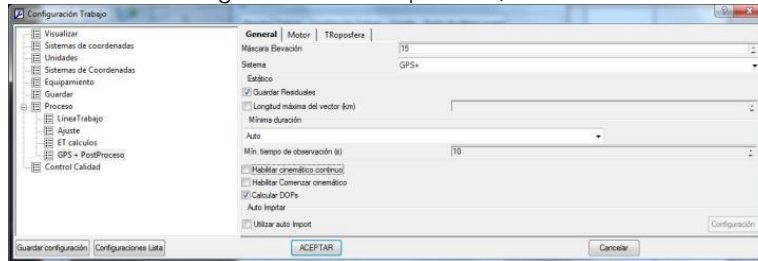 Configuración Trabajo
Visualizar
Sistemas de coordenadas
Unidades
Sistemas de Coordenadas
Equipamiento
Guardar
Proceso
LíneaTrabajo
Ajuste
ET calculos
GPS + PostProceso
Control Calidad
General Motor TRoposfera
Máscara Elevación 15
Sistema GPS+
Estático
Guardar Residuales
Longitud máxima del vector (km)
Mínima duración
Auto
Mín. tiempo de observación (s) 10
Habilitar cinemático continuo
Habilitar Comenzar cinemático
Calcular DOPs
Auto Imprtar
Utilizar auto Import Configuración
Guardar configuración Configuraciones Lista ACEPTAR Cancelar